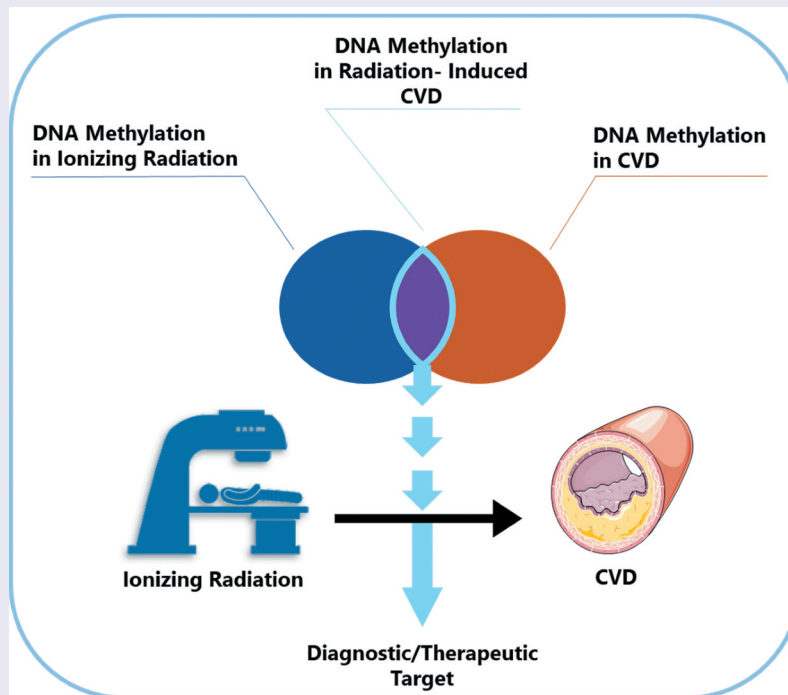 DNA Methylation
in Radiation- Induced
CVD
DNA Methylation
in Ionizing Radiation
DNA Methylation
in CVD
Ionizing Radiation
CVD
Diagnostic/Therapeutic
Target